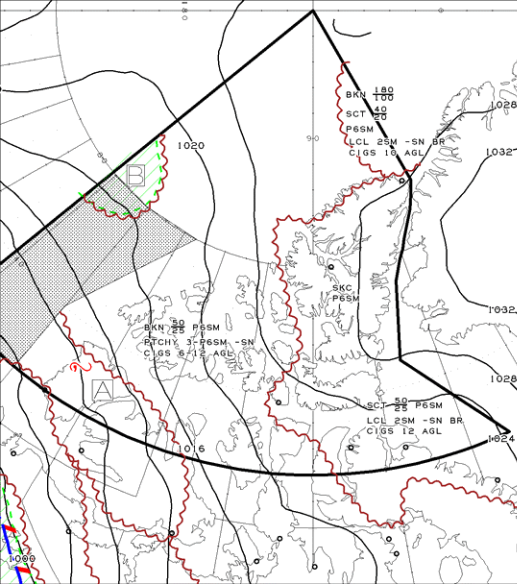 BKN 180/100
SCT 40/20
P6SM
LCL 2SM -SN BR
CIGS 10 AGL
1028
1032
1020
90
B
SKC
P6SM
1032
BKN 50/25 P6SM
PTCHY 3-P6SM -SN
CIGS 6-12 AGL
1028
A
SCT 50/25 P6SM
LCL 2SM -SN BR
CIGS 12 AGL
1024
1016
1000